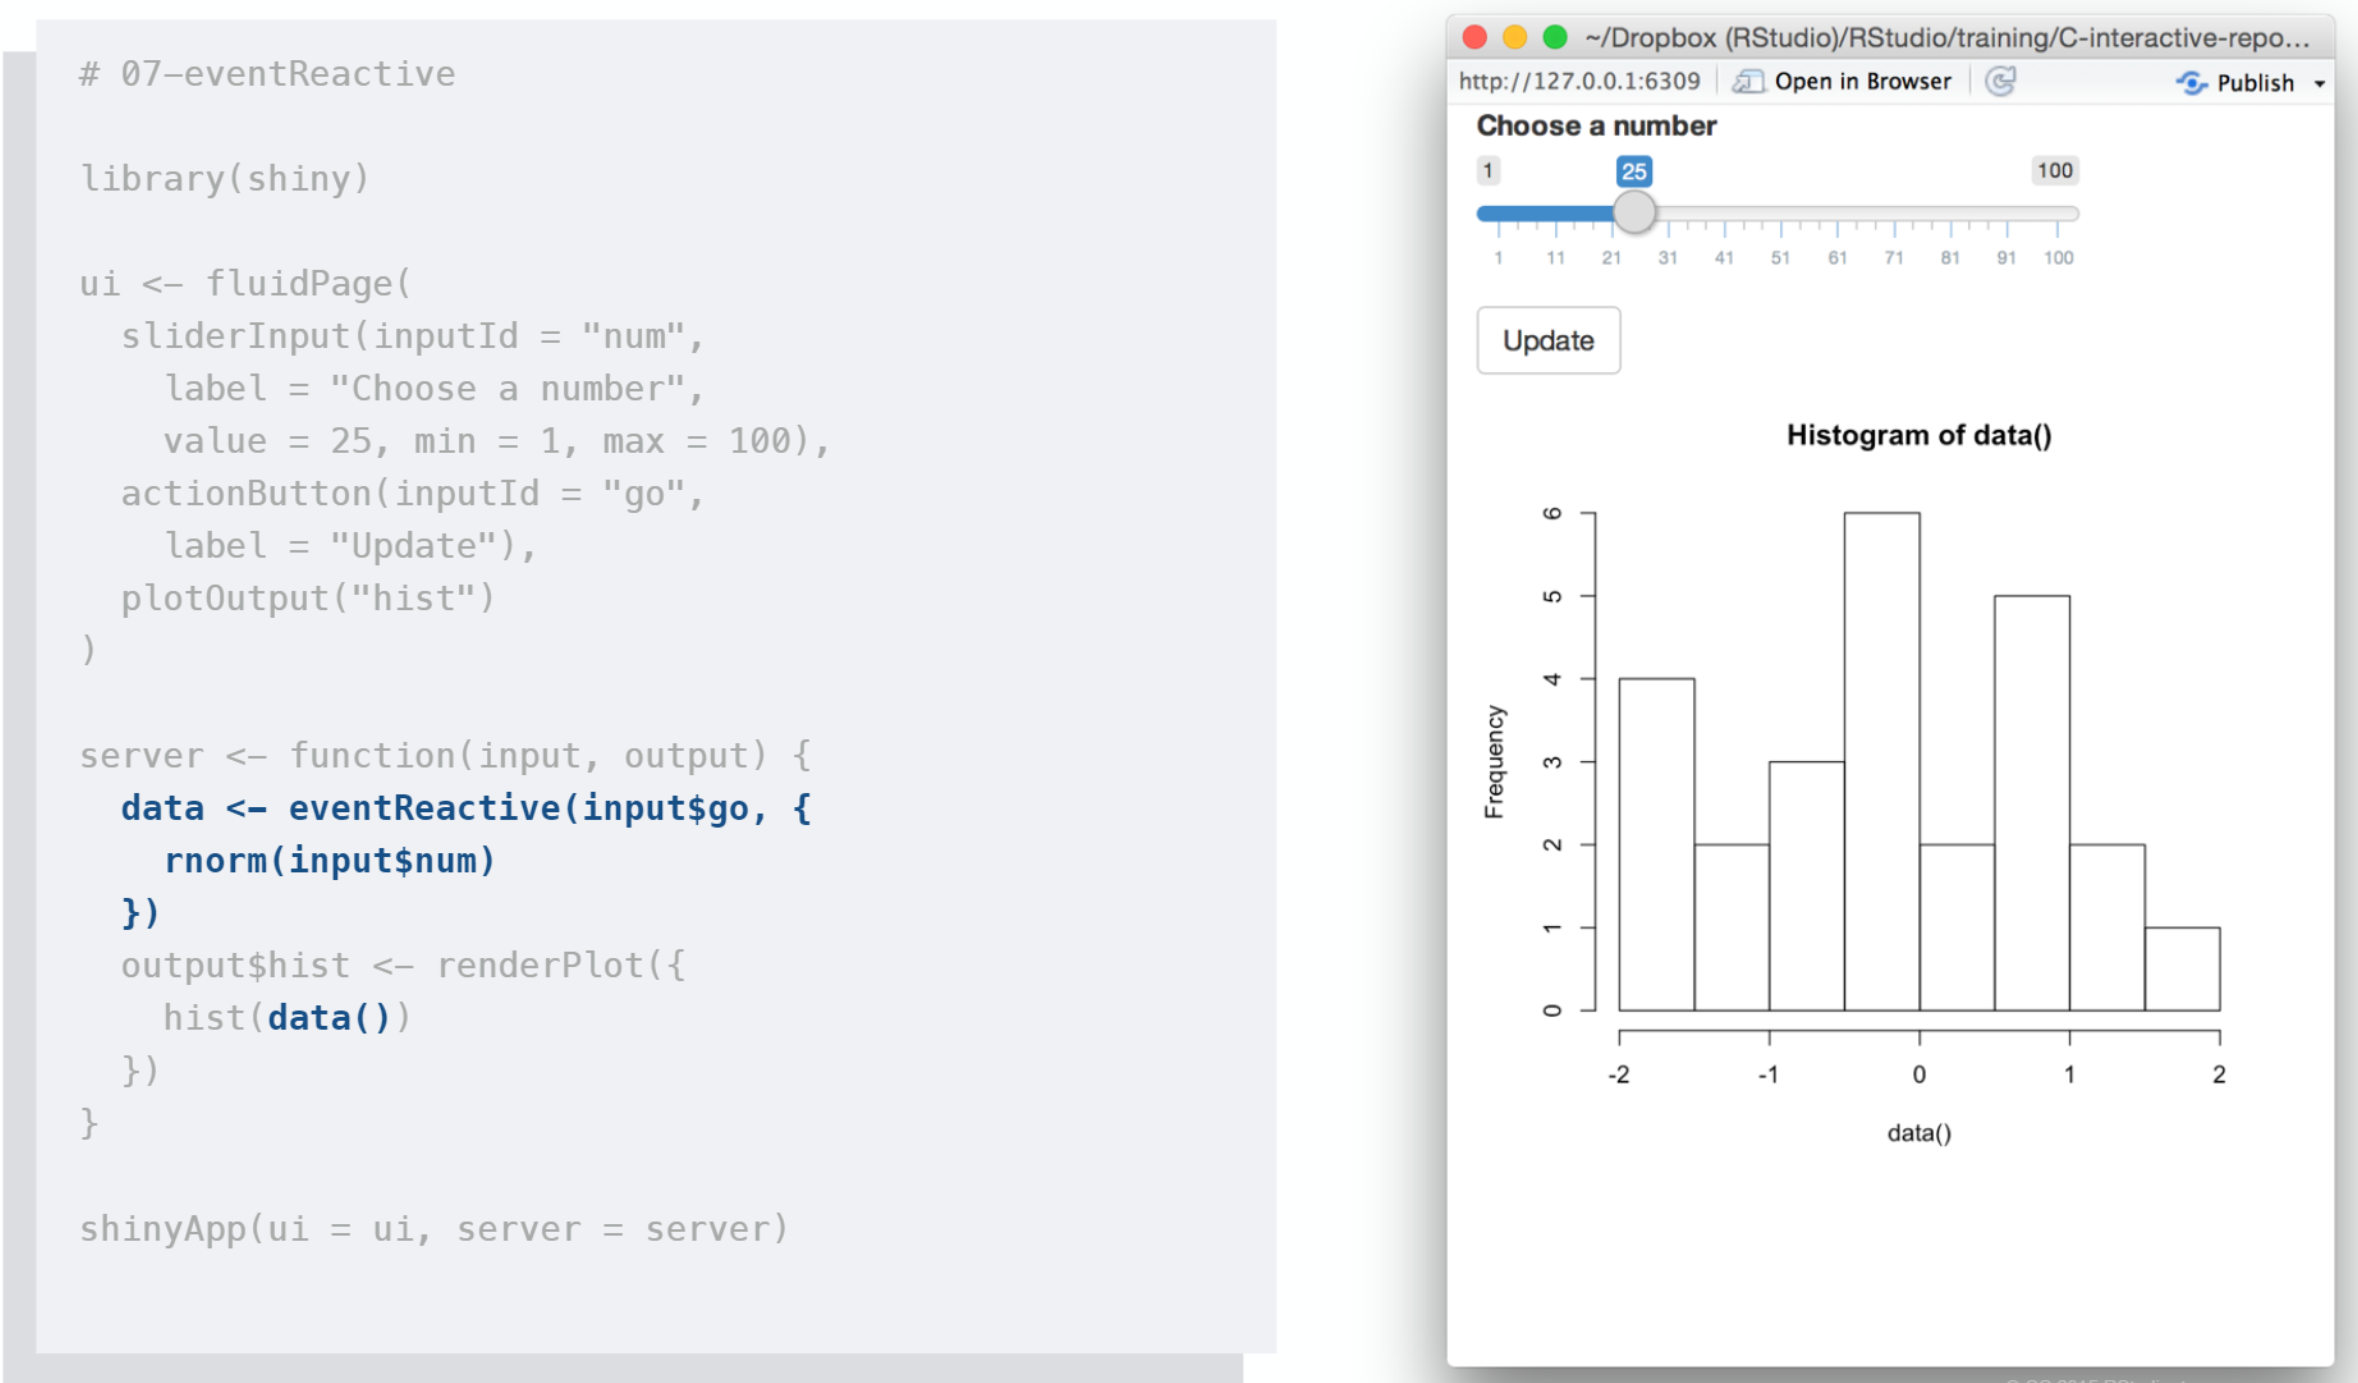 # 07-eventReactive
library(shiny)
ui <- fluidPage(
sliderInput(inputId = "num",
label = "Choose a number",
value = 25, min = 1, max = 100),
actionButton(inputId = "go",
label = "Update"),
plotOutput("hist")
)
server <- function(input, output) {
data <- eventReactive(input$go, {
rnorm(input$num)
})
output$hist <- renderPlot({
hist(data())
})
}
shinyApp(ui = ui, server = server)
~/Dropbox (RStudio)/RStudio/training/C-interactive-repo...
http://127.0.0.1:6309 Open in Browser Publish
Choose a number
1 25 100
1 11 21 31 41 51 61 71 81 91 100
Update
Histogram of data()
6
5
4
3
2
1
0
Frequency
-2 -1 0 1 2
data()